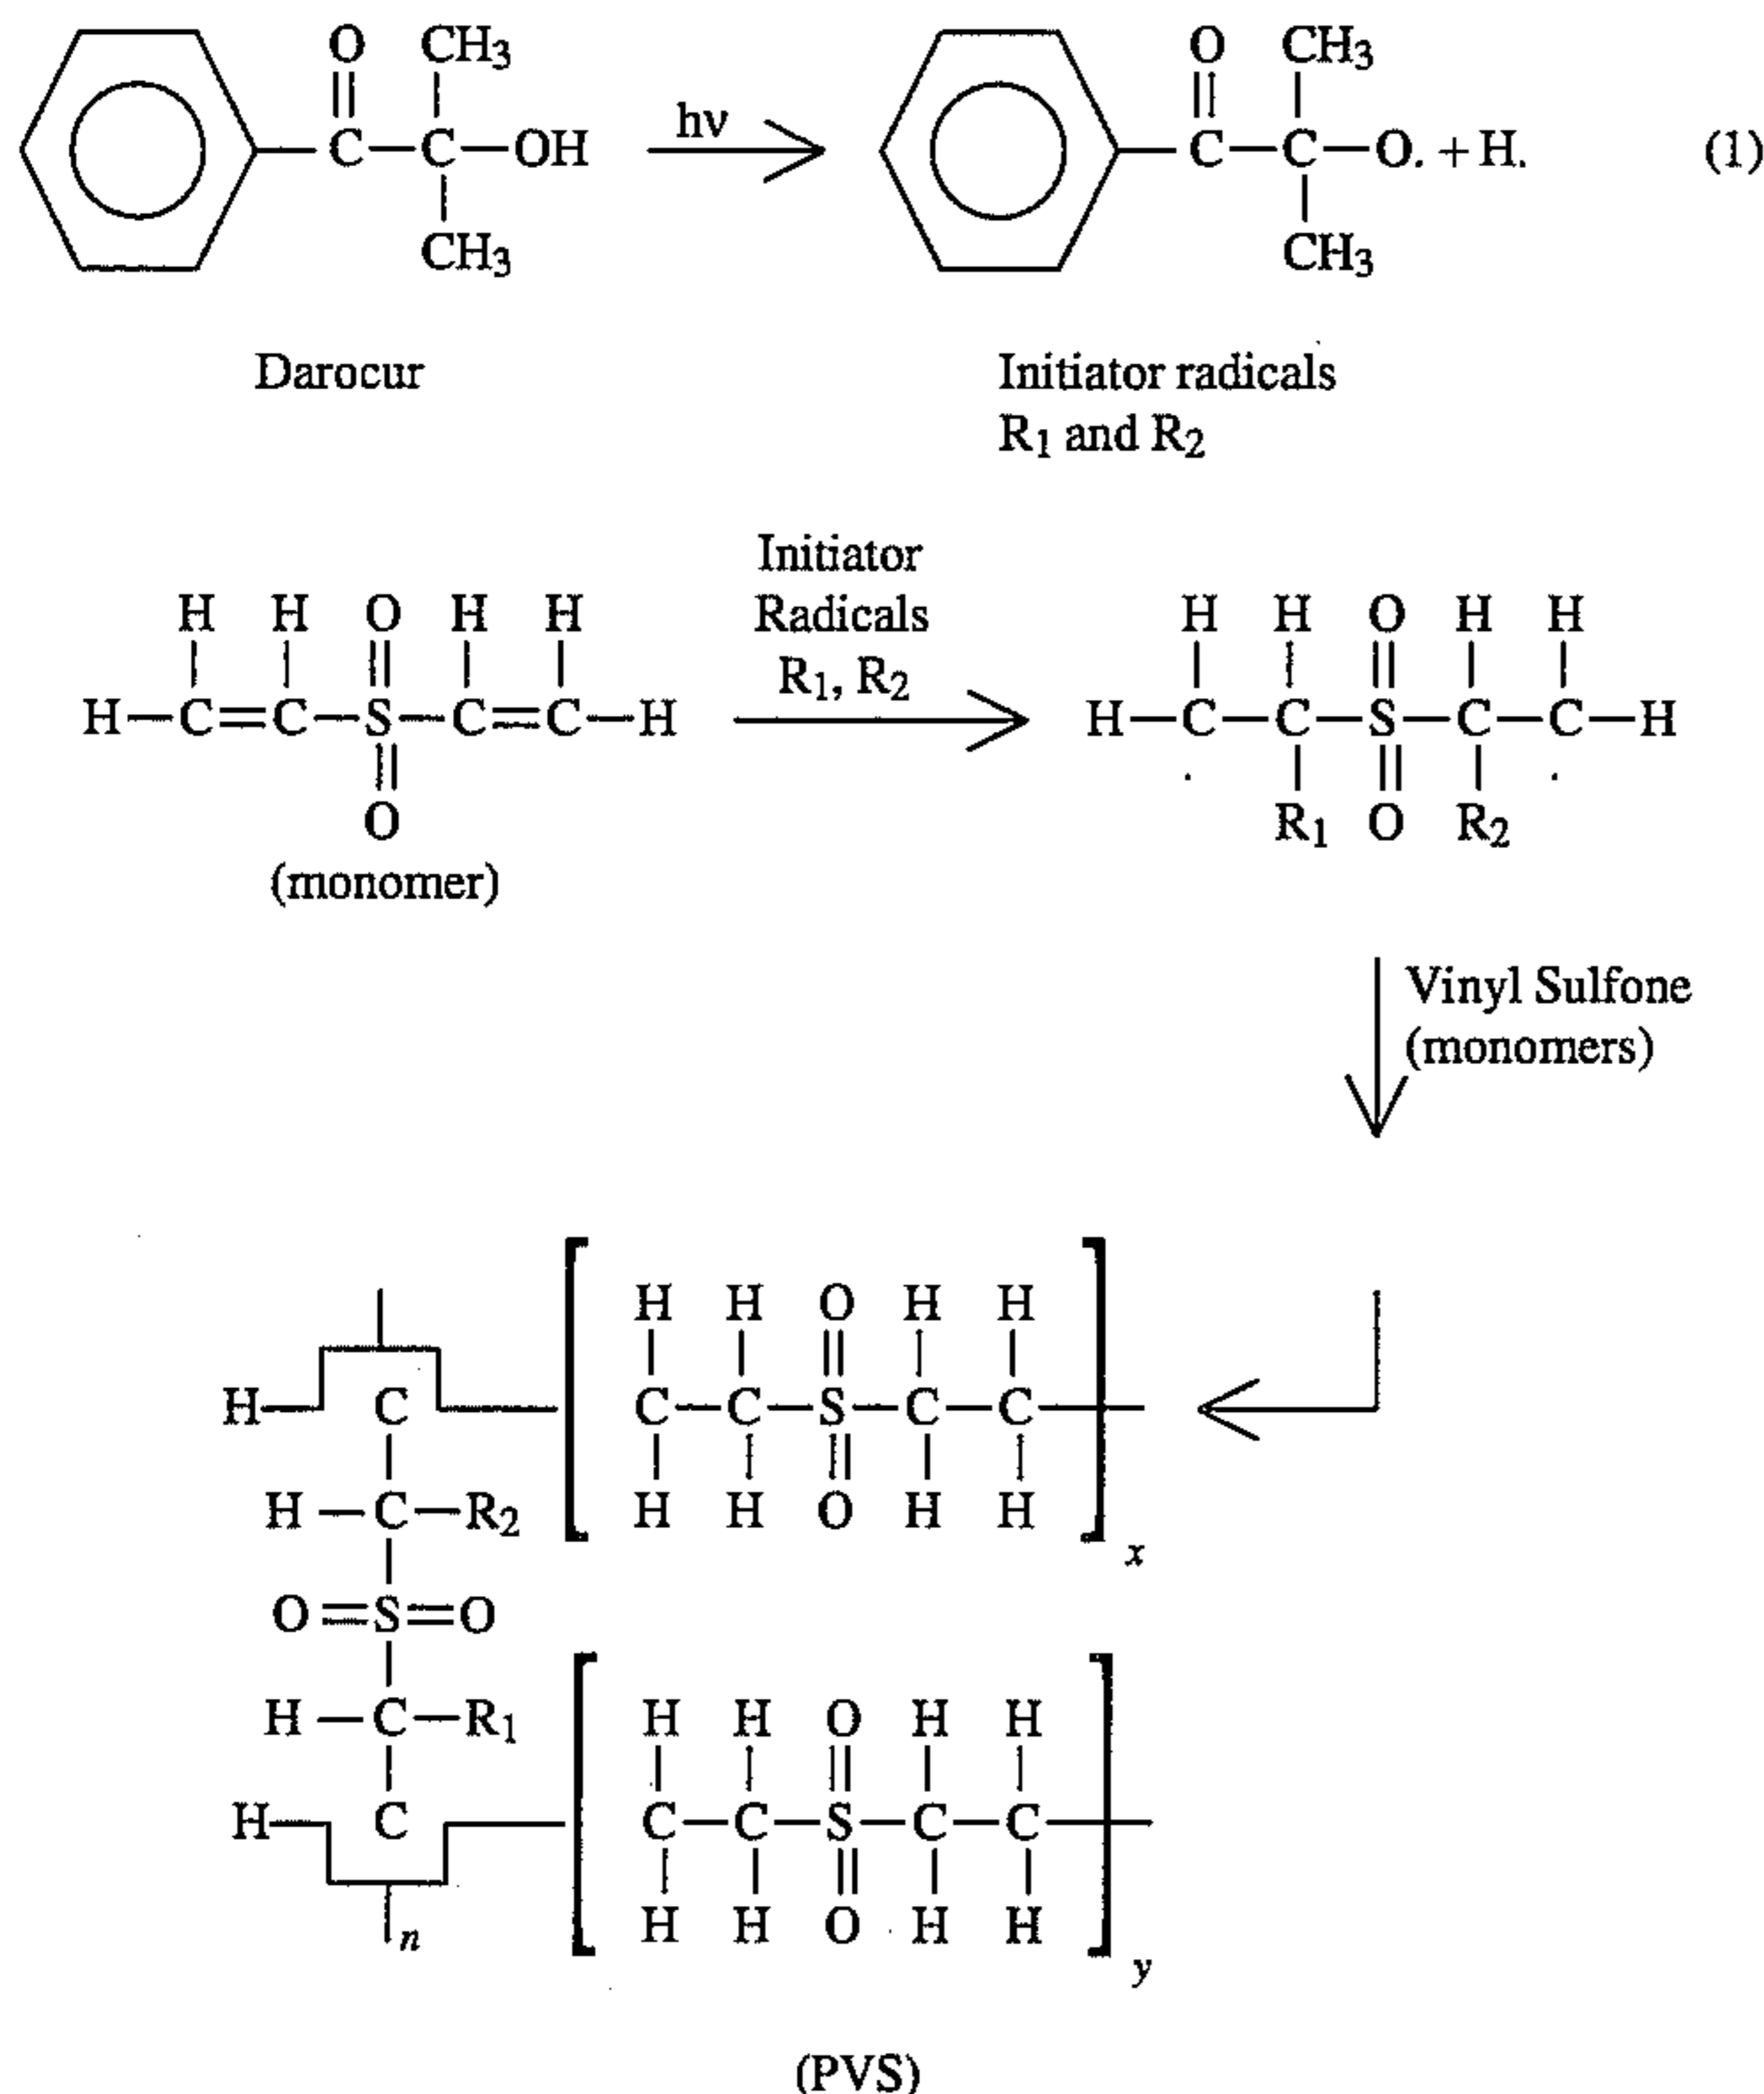 O CH3 O CH3
C—C—OH hν C—C—O. + H. (1)
CH3 CH3
Darocur Initiator radicals
R1 and R2
Initiator
Radicals
R1, R2
H H O H H
H—C=C—S—C=C—H
O
(monomer)
H H O H H
H—C—C—S—C—C—H
. .
R1 O R2
Vinyl Sulfone
(monomers)
H H O H H
H C C—C—S—C—C
H H O H H
x
H—C—R2
O=S=O
H—C—R1
H H O H H
H C C—C—S—C—C
H H O H H
n
y
(PVS)